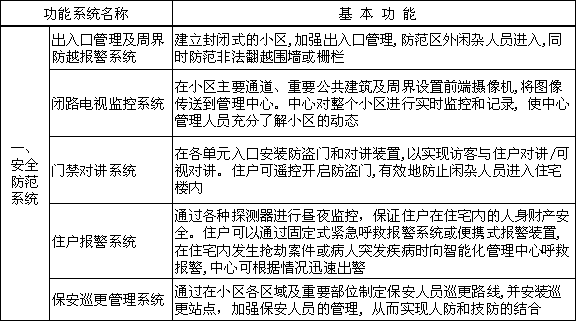 功能系统名称
基 本 功 能
一、
安全
防范
系统
出入口管理及周界
防越报警系统
建立封闭式的小区,加强出入口管理,防范区外闲杂人员进入,同
时防范非法翻越围墙或栅栏
闭路电视监控系统
在小区主要通道、重要公共建筑及周界设置前端摄像机,将图像
传送到管理中心。中心对整个小区进行实时监控和记录, 使中心
管理人员充分了解小区的动态
门禁对讲系统
在各单元入口安装防盗门和对讲装置,以实现访客与住户对讲/可
视对讲。住户可遥控开启防盗门,有效地防止闲杂人员进入住宅
楼内
住户报警系统
通过各种探测器进行昼夜监控,保证住户在住宅内的人身财产安
全。住户可以通过固定式紧急呼救报警系统或便携式报警装置,
在住宅内发生抢劫案件或病人突发疾病时向智能化管理中心呼救
报警,中心可根据情况迅速出警
保安巡更管理系统
通过在小区各区域及重要部位制定保安人员巡更路线,并安装巡
更站点, 加强保安人员的管理, 从而实现人防和技防的结合